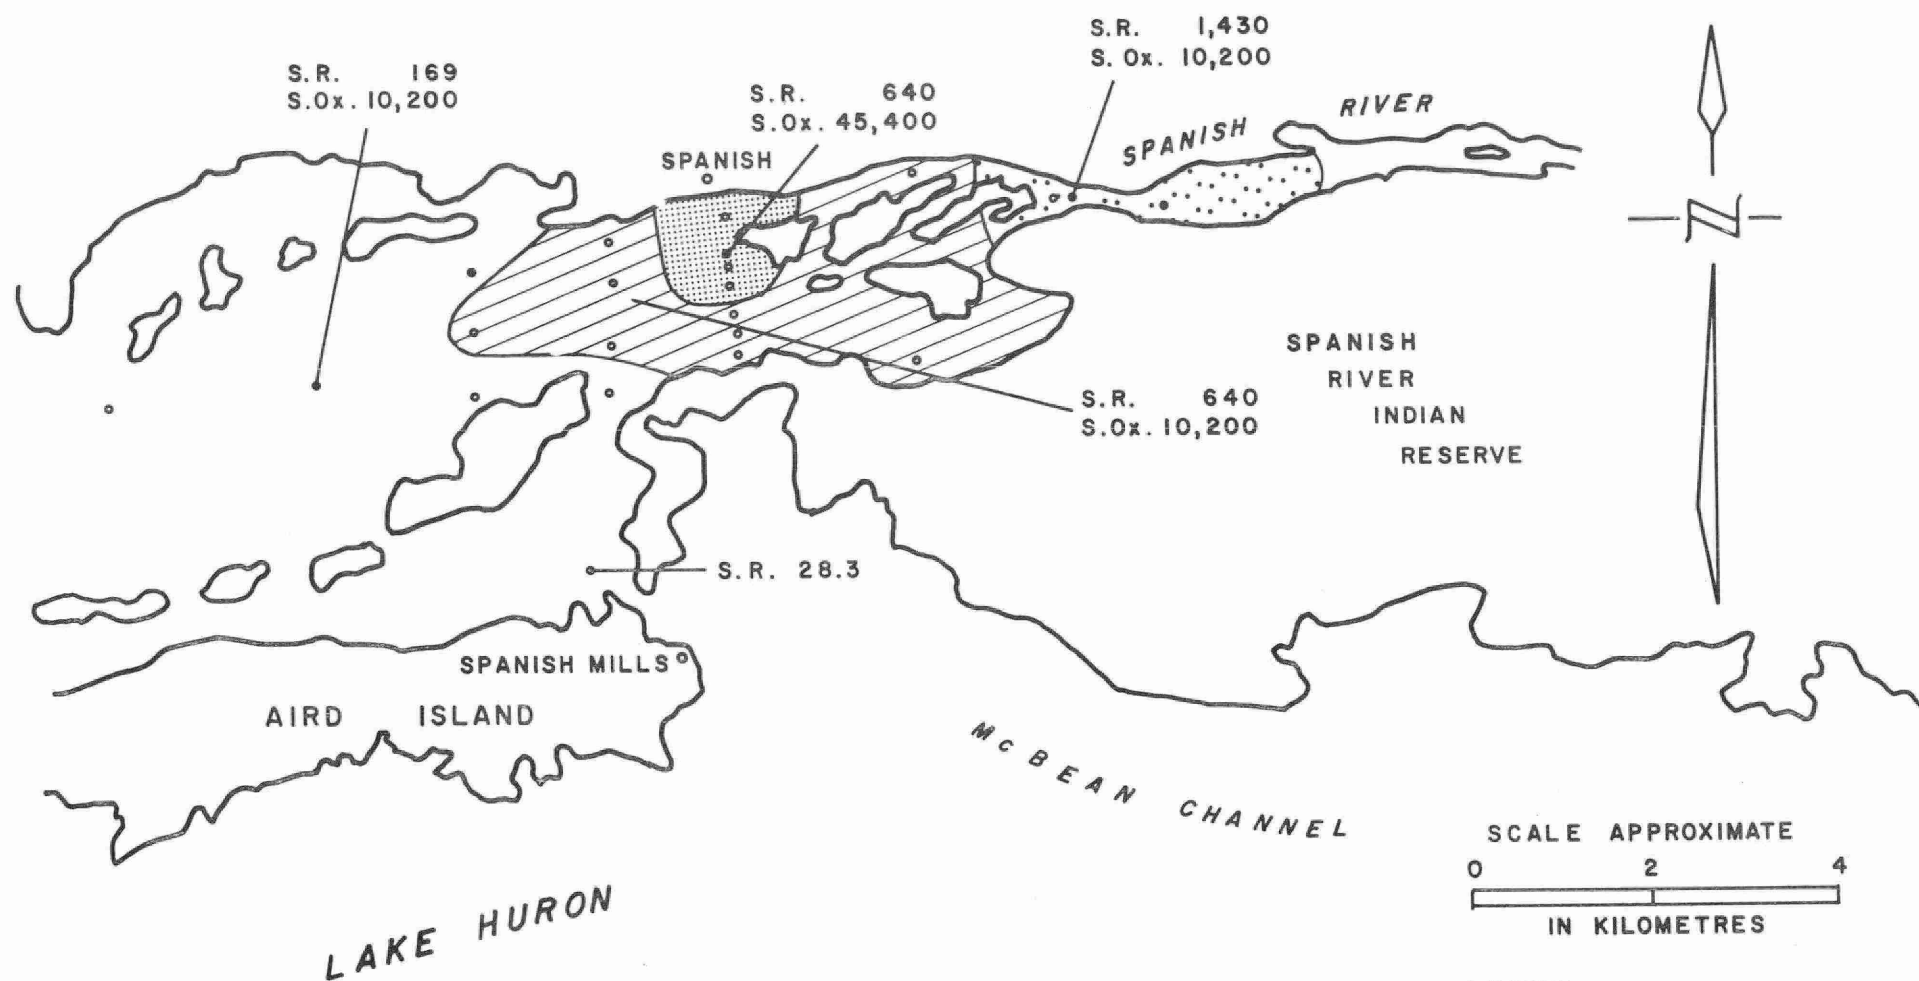 S.R. 1,430
S.Ox. 10,200
S.R. 169
S.Ox. 10,200
S.R. 640
S.Ox. 45,400
SPANISH
SPANISH RIVER
N
SPANISH
RIVER
INDIAN
RESERVE
S.R. 640
S.Ox. 10,200
S.R. 28.3
SPANISH MILLS
AIRD ISLAND
McBEAN CHANNEL
LAKE HURON
SCALE APPROXIMATE
0 2 4
IN KILOMETRES